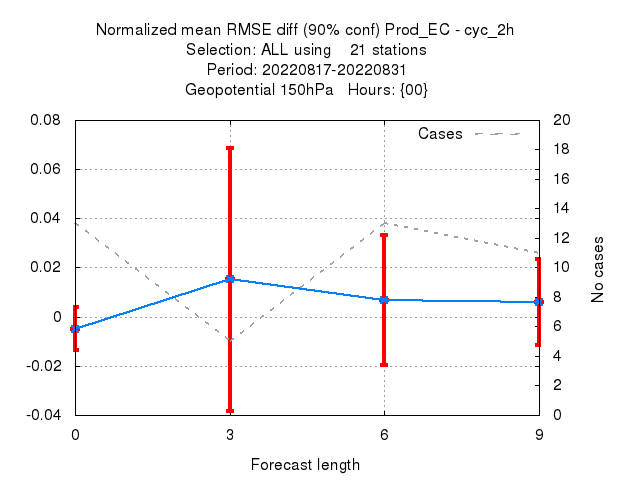 Normalized mean RMSE diff (90% conf) Prod_EC - cyc_2h
Selection: ALL using    21 stations
Period: 20220817-20220831
Geopotential 150hPa   Hours: {00}
Cases
0.08
0.06
0.04
0.02
0
-0.02
-0.04
20
18
16
14
12
10
8
6
4
2
0
No cases
0 3 6 9
Forecast length